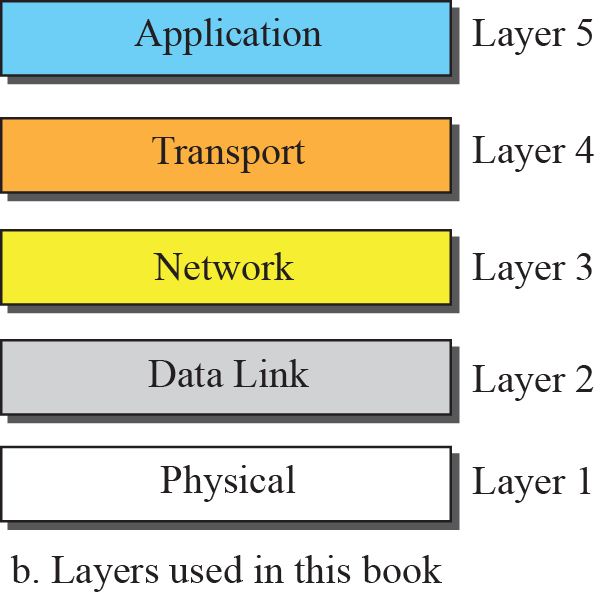 Application Layer 5
Transport Layer 4
Network Layer 3
Data Link Layer 2
Physical Layer 1
b. Layers used in this book